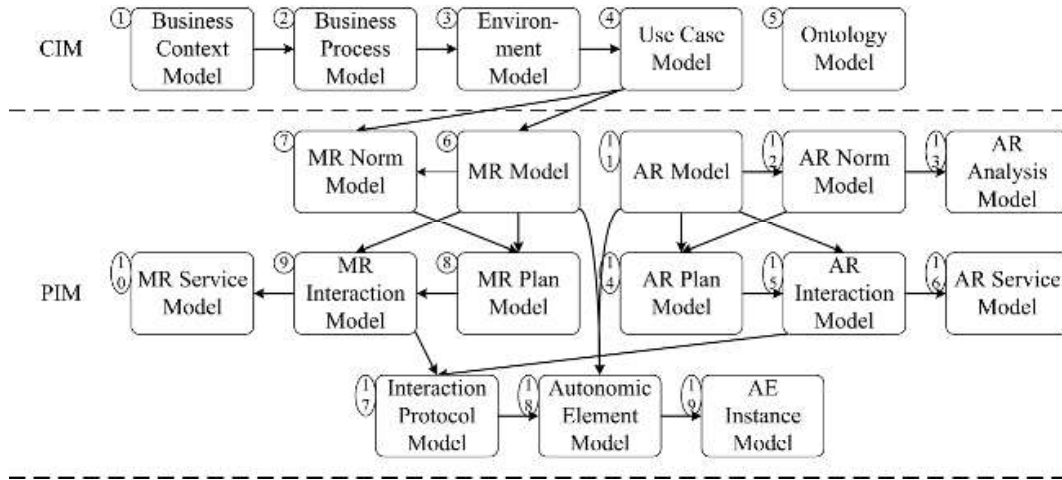 CIM
① Business
Context
Model
② Business
Process
Model
③ Environ-
ment
Model
④ Use Case
Model
⑤ Ontology
Model
⑦ MR Norm
Model
⑥ MR Model
11 AR Model
12 AR Norm
Model
13 AR
Analysis
Model
PIM
10 MR Service
Model
⑨ MR
Interaction
Model
⑧ MR Plan
Model
14 AR Plan
Model
15 AR
Interaction
Model
16 AR Service
Model
17 Interaction
Protocol
Model
18 Autonomic
Element
Model
19 AE
Instance
Model